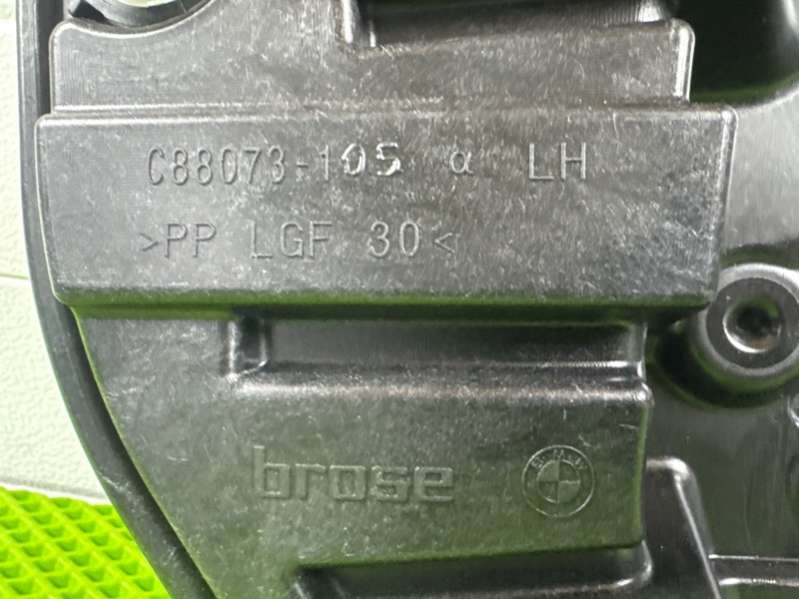 C88073-105 α LH
>PP LGF 30<
brose
BMW